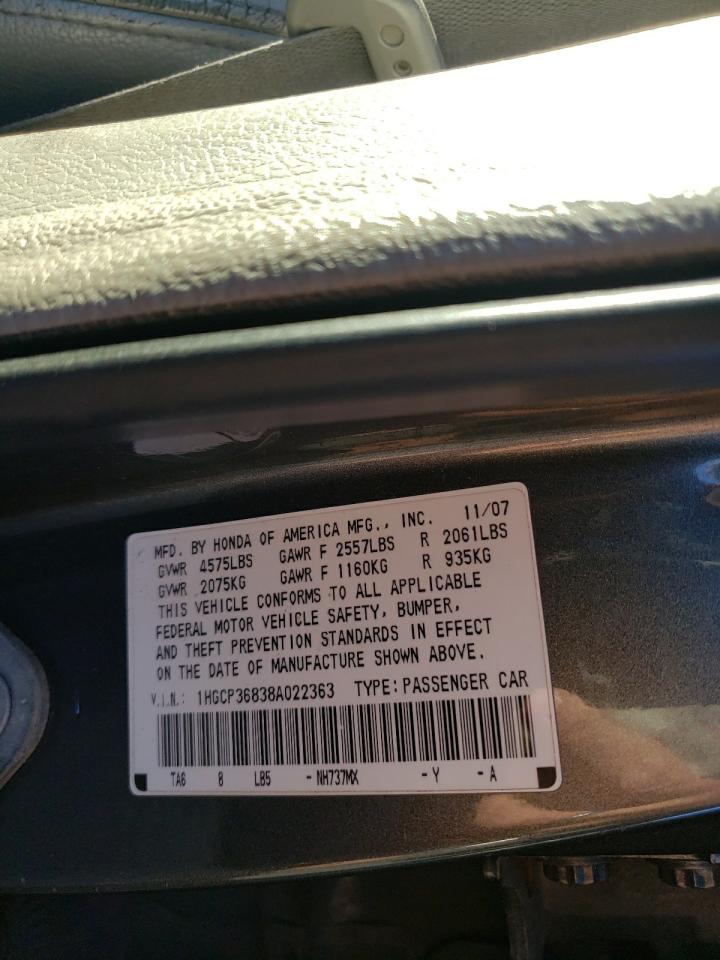 MFD. BY HONDA OF AMERICA MFG., INC. 11/07
GVWR 4575LBS GAWR F 2557LBS R 2061LBS
GVWR 2075KG GAWR F 1160KG R 935KG
THIS VEHICLE CONFORMS TO ALL APPLICABLE
FEDERAL MOTOR VEHICLE SAFETY, BUMPER,
AND THEFT PREVENTION STANDARDS IN EFFECT
ON THE DATE OF MANUFACTURE SHOWN ABOVE.
V.I.N.: 1HGCP36838A022363 TYPE: PASSENGER CAR
TA6 8 LB5 - NH737MX - Y - A